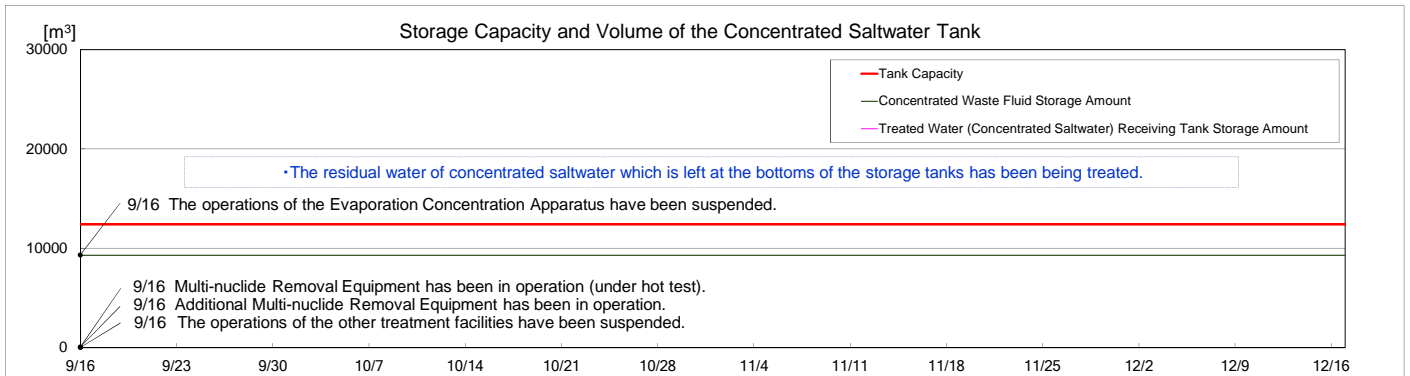 [m³]
Storage Capacity and Volume of the Concentrated Saltwater Tank
30000
Tank Capacity
Concentrated Waste Fluid Storage Amount
Treated Water (Concentrated Saltwater) Receiving Tank Storage Amount
20000
・The residual water of concentrated saltwater which is left at the bottoms of the storage tanks has been being treated.
9/16 The operations of the Evaporation Concentration Apparatus have been suspended.
10000
9/16 Multi-nuclide Removal Equipment has been in operation (under hot test).
9/16 Additional Multi-nuclide Removal Equipment has been in operation.
9/16 The operations of the other treatment facilities have been suspended.
0
9/16 9/23 9/30 10/7 10/14 10/21 10/28 11/4 11/11 11/18 11/25 12/2 12/9 12/16